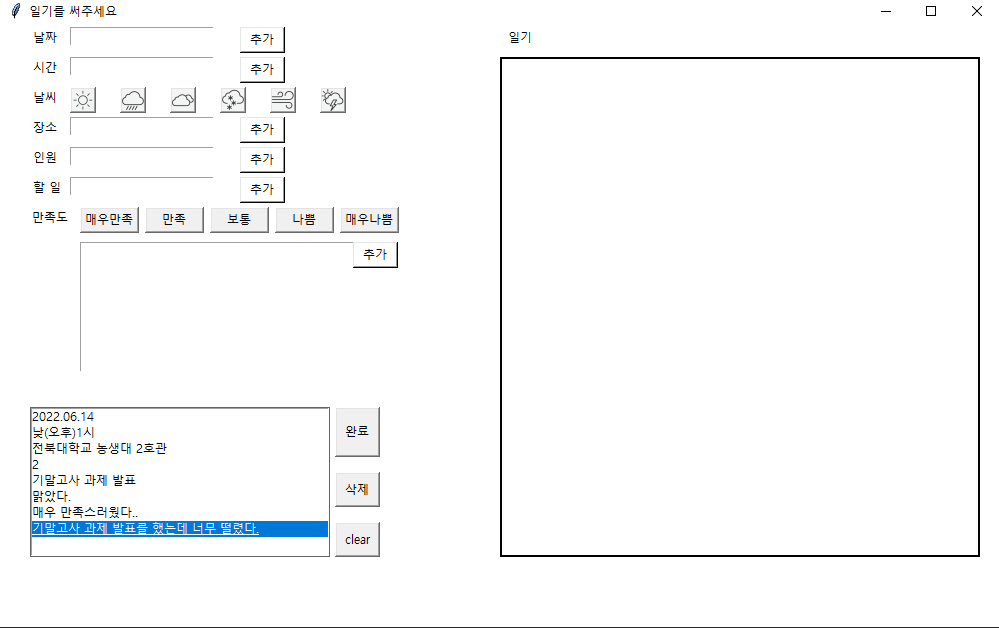 일기를 써주세요
날짜 추가
일기
시간 추가
날씨
장소 추가
인원 추가
할 일 추가
만족도 매우만족 만족 보통 나쁨 매우나쁨
추가
2022.06.14
낮(오후)1시
전북대학교 농생대 2호관
2
기말고사 과제 발표
맑았다.
매우 만족스러웠다..
기말고사 과제 발표를 했는데 너무 떨렸다.
완료
삭제
clear